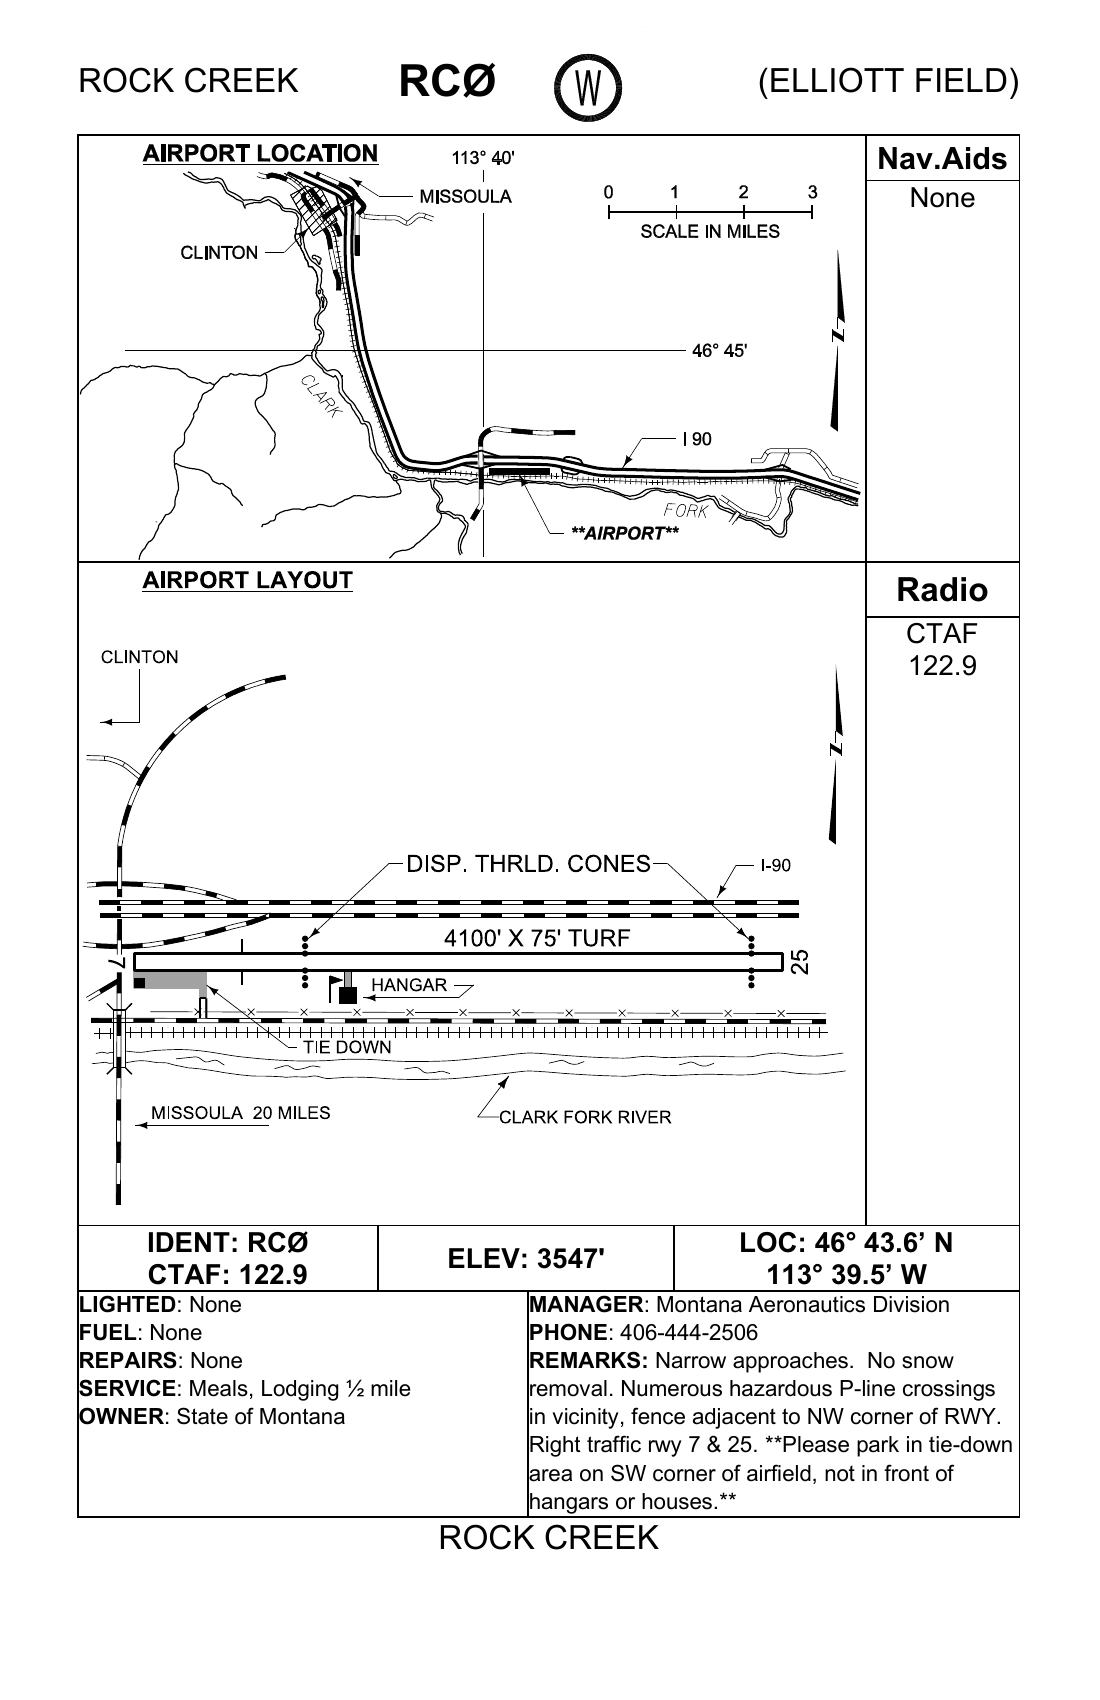 ROCK CREEK RCØ W (ELLIOTT FIELD)
AIRPORT LOCATION
113° 40'
MISSOULA
0 1 2 3
SCALE IN MILES
CLINTON
N
46° 45'
CLARK
I 90
FORK
**AIRPORT**
Nav.Aids
None
AIRPORT LAYOUT
CLINTON
N
DISP. THRLD. CONES
I-90
4100' X 75' TURF
7
25
HANGAR
TIE DOWN
MISSOULA 20 MILES
CLARK FORK RIVER
Radio
CTAF
122.9
IDENT: RCØ
CTAF: 122.9
ELEV: 3547'
LOC: 46° 43.6’ N
113° 39.5’ W
LIGHTED: None
FUEL: None
REPAIRS: None
SERVICE: Meals, Lodging ½ mile
OWNER: State of Montana
MANAGER: Montana Aeronautics Division
PHONE: 406-444-2506
REMARKS: Narrow approaches. No snow
removal. Numerous hazardous P-line crossings
in vicinity, fence adjacent to NW corner of RWY.
Right traffic rwy 7 & 25. **Please park in tie-down
area on SW corner of airfield, not in front of
hangars or houses.**
ROCK CREEK